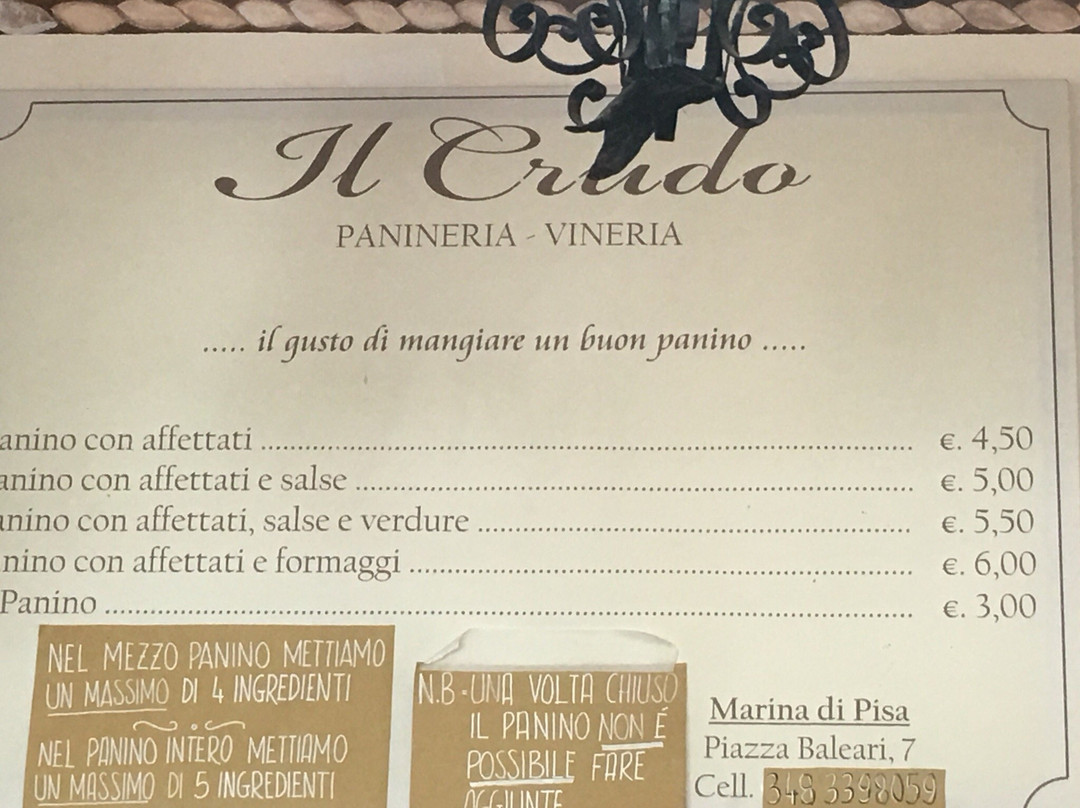 Il Crudo
PANINERIA - VINERIA
..... il gusto di mangiare un buon panino .....
anino con affettati ........ €. 4,50
anino con affettati e salse ........ €. 5,00
anino con affettati, salse e verdure ........ €. 5,50
nino con affettati e formaggi ........ €. 6,00
Panino ........ €. 3,00
NEL MEZZO PANINO METTIAMO
UN MASSIMO DI 4 INGREDIENTI
NEL PANINO INTERO METTIAMO
UN MASSIMO DI 5 INGREDIENTI
N.B - UNA VOLTA CHIUSO
IL PANINO NON É
POSSIBILE FARE
AGGIUNTE
Marina di Pisa
Piazza Baleari, 7
Cell. 348 3398059